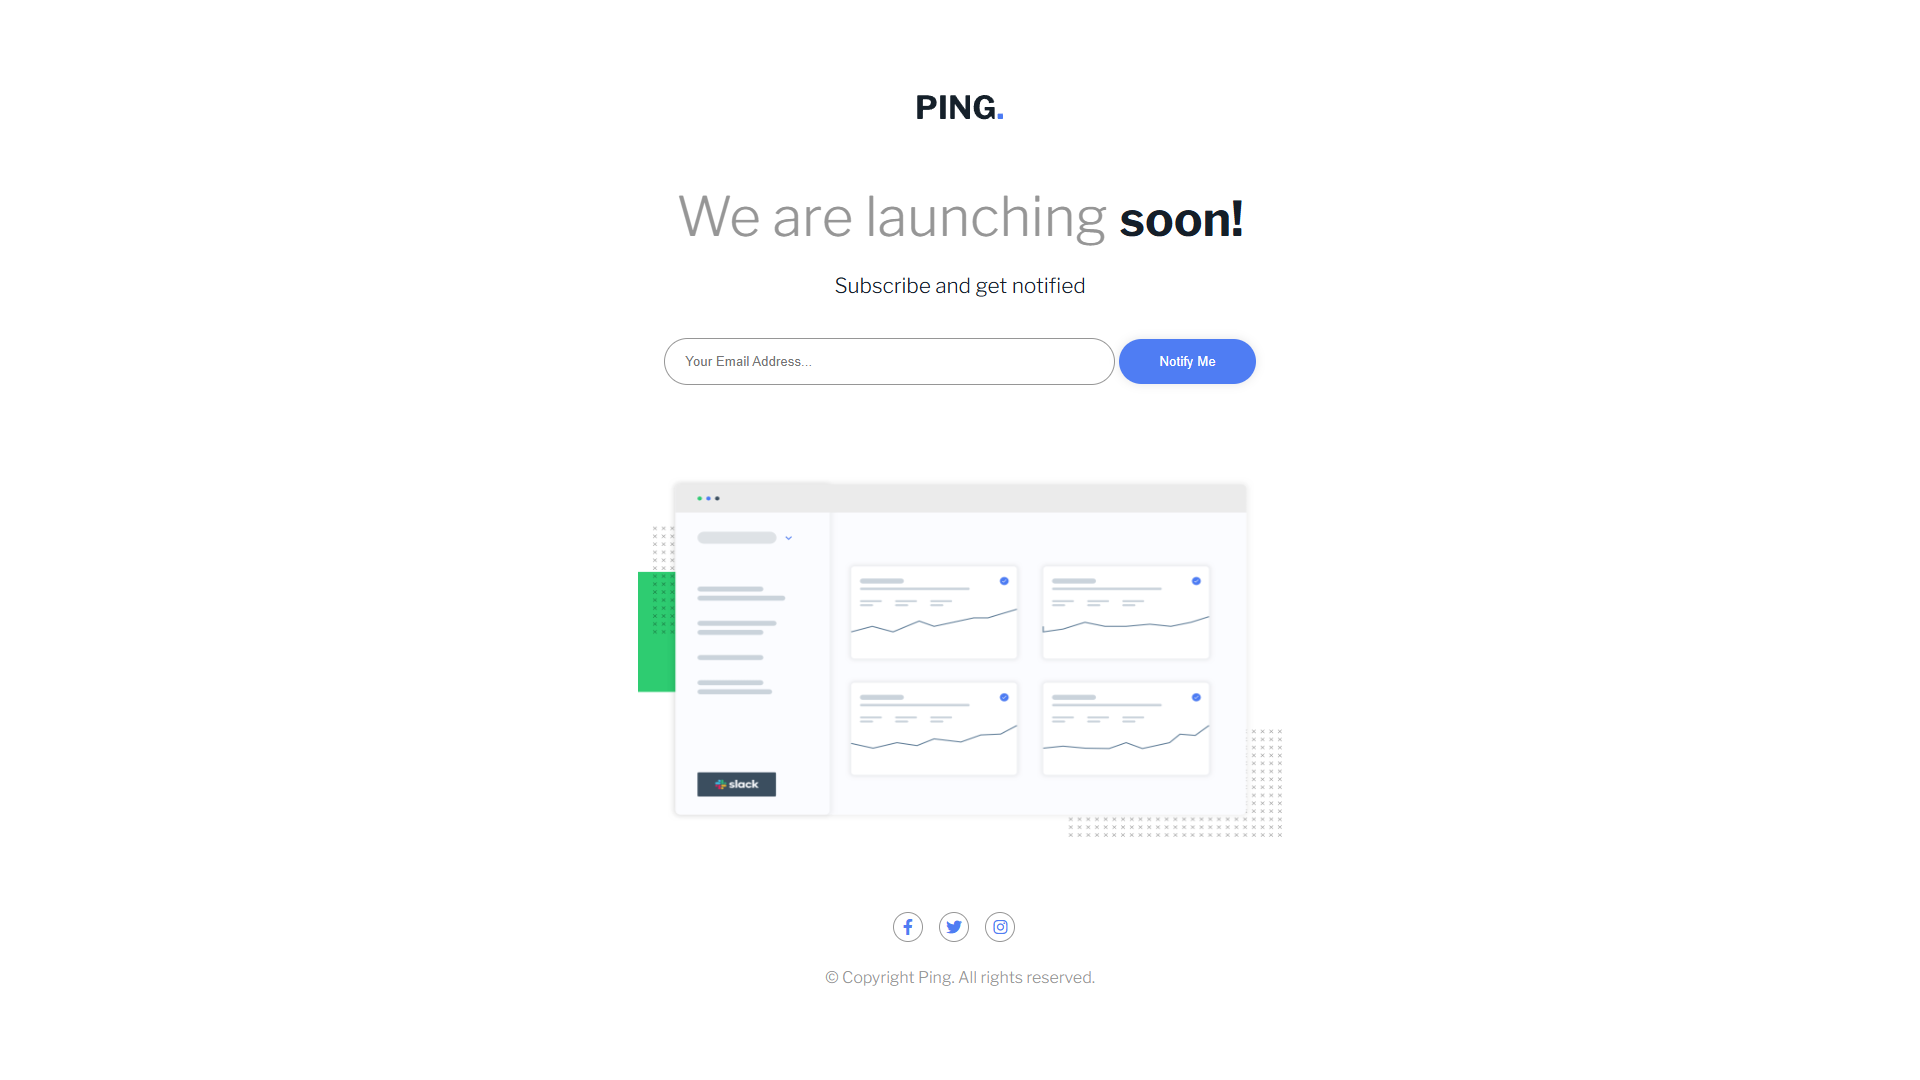 PING.
We are launching soon!
Subscribe and get notified
Your Email Address...
Notify Me
slack
© Copyright Ping. All rights reserved.